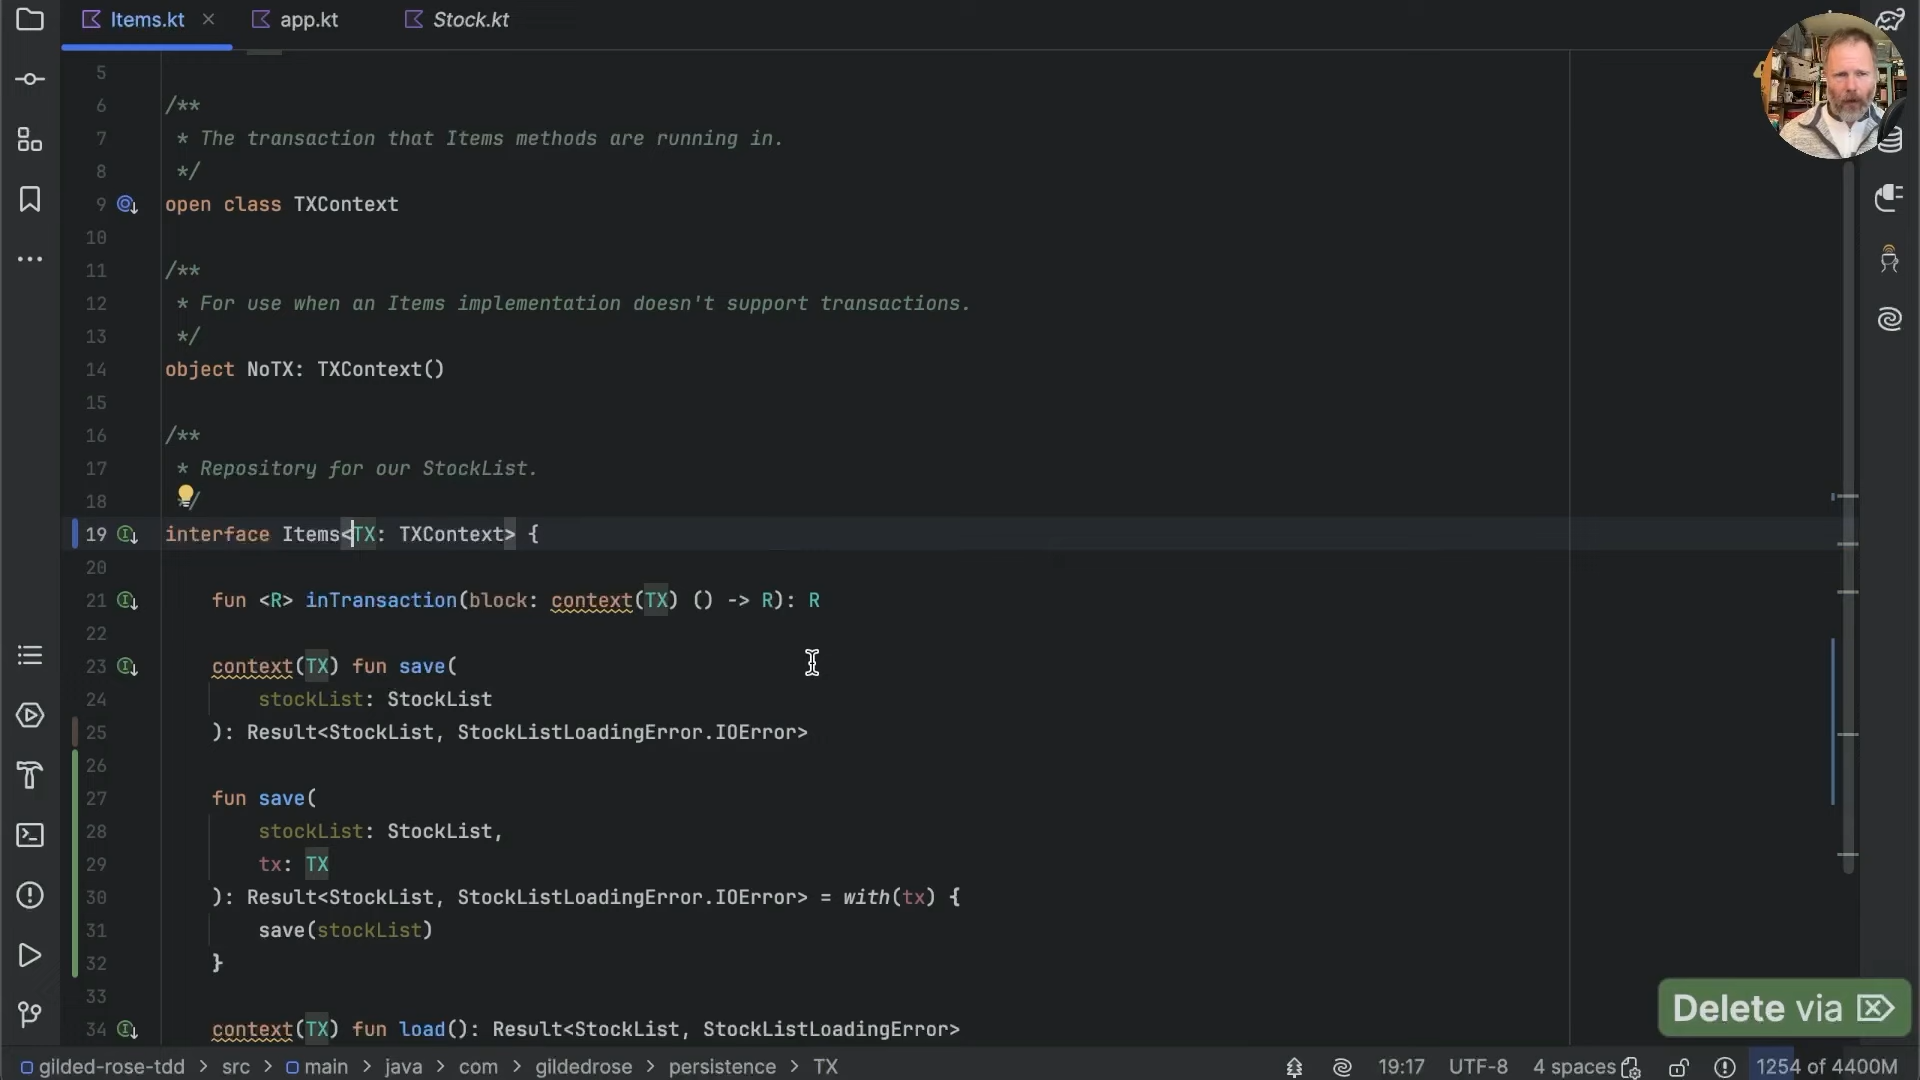 Items.kt app.kt Stock.kt
5
6 /**
7 * The transaction that Items methods are running in.
8 */
9 open class TXContext
10
11 /**
12 * For use when an Items implementation doesn't support transactions.
13 */
14 object NoTX: TXContext()
15
16 /**
17 * Repository for our StockList.
18 */
19 interface Items<TX: TXContext> {
20
21 fun <R> inTransaction(block: context(TX) () -> R): R
22
23 context(TX) fun save(
24 stockList: StockList
25 ): Result<StockList, StockListLoadingError.IOError>
26
27 fun save(
28 stockList: StockList,
29 tx: TX
30 ): Result<StockList, StockListLoadingError.IOError> = with(tx) {
31 save(stockList)
32 }
33
34 context(TX) fun load(): Result<StockList, StockListLoadingError>
Delete via ⌦
gilded-rose-tdd > src > main > java > com > gildedrose > persistence > TX 19:17 UTF-8 4 spaces 1254 of 4400M